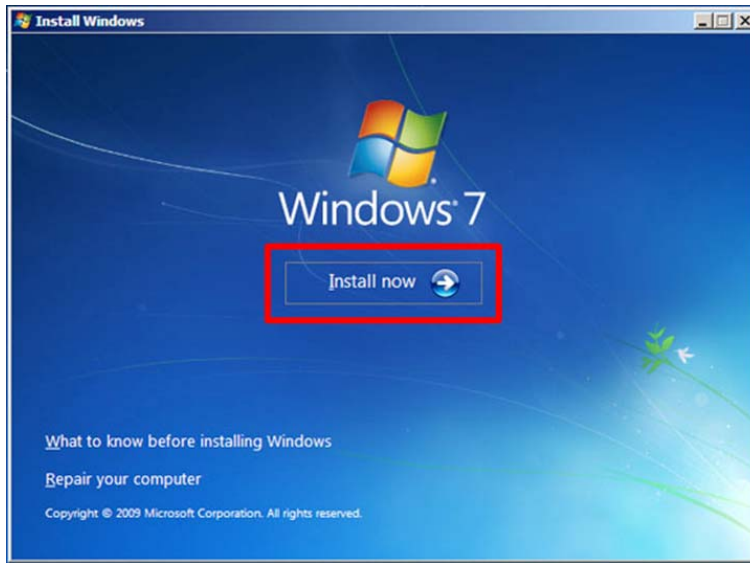 Install Windows
Windows® 7
Install now
What to know before installing Windows
Repair your computer
Copyright © 2009 Microsoft Corporation. All rights reserved.